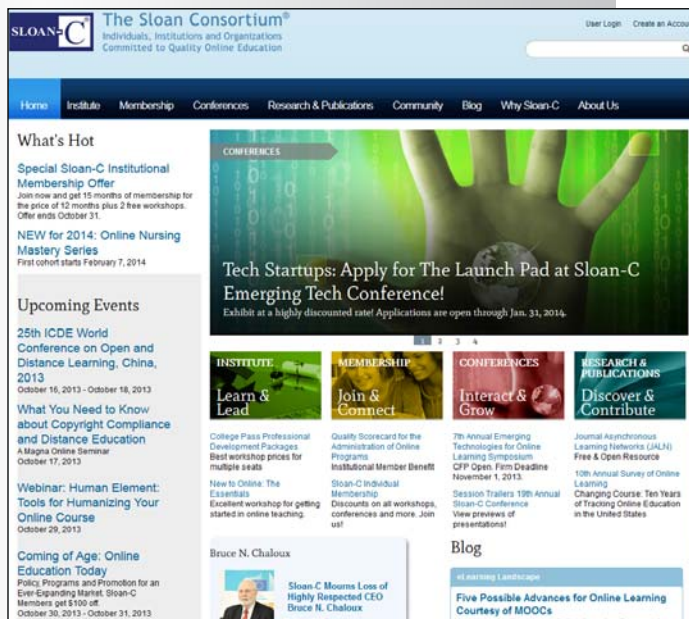 SLOAN-C
The Sloan Consortium®
Individuals, Institutions and Organizations
Committed to Quality Online Education
User Login Create an Accou
Home Institute Membership Conferences Research & Publications Community Blog Why Sloan-C About Us
What's Hot
Special Sloan-C Institutional
Membership Offer
Join now and get 15 months of membership for
the price of 12 months plus 2 free workshops.
Offer ends October 31.
NEW for 2014: Online Nursing
Mastery Series
First cohort starts February 7, 2014
Upcoming Events
25th ICDE World
Conference on Open and
Distance Learning, China,
2013
October 16, 2013 - October 18, 2013
What You Need to Know
about Copyright Compliance
and Distance Education
A Magna Online Seminar
October 17, 2013
Webinar: Human Element:
Tools for Humanizing Your
Online Course
October 29, 2013
Coming of Age: Online
Education Today
Policy, Programs and Promotion for an
Ever-Expanding Market. Sloan-C
Members get $100 off.
October 30, 2013 - October 31, 2013
CONFERENCES
Tech Startups: Apply for The Launch Pad at Sloan-C
Emerging Tech Conference!
Exhibit at a highly discounted rate! Applications are open through Jan. 31, 2014.
1 2 3 4
INSTITUTE
Learn &
Lead
College Pass Professional
Development Packages
Best workshop prices for
multiple seats
New to Online: The
Essentials
Excellent workshop for getting
started in online teaching.
MEMBERSHIP
Join &
Connect
Quality Scorecard for the
Administration of Online
Programs
Institutional Member Benefit
Sloan-C Individual
Membership
Discounts on all workshops,
conferences and more. Join
us!
CONFERENCES
Interact &
Grow
7th Annual Emerging
Technologies for Online
Learning Symposium
CFP Open. Firm Deadline
November 1, 2013.
Session Trailers 19th Annual
Sloan-C Conference
View previews of
presentations!
RESEARCH &
PUBLICATIONS
Discover &
Contribute
Journal Asynchronous
Learning Networks (JALN)
Free & Open Resource
10th Annual Survey of Online
Learning
Changing Course: Ten Years
of Tracking Online Education
in the United States
Bruce N. Chaloux
Sloan-C Mourns Loss of
Highly Respected CEO
Bruce N. Chaloux
Blog
eLearning Landscape
Five Possible Advances for Online Learning
Courtesy of MOOCs